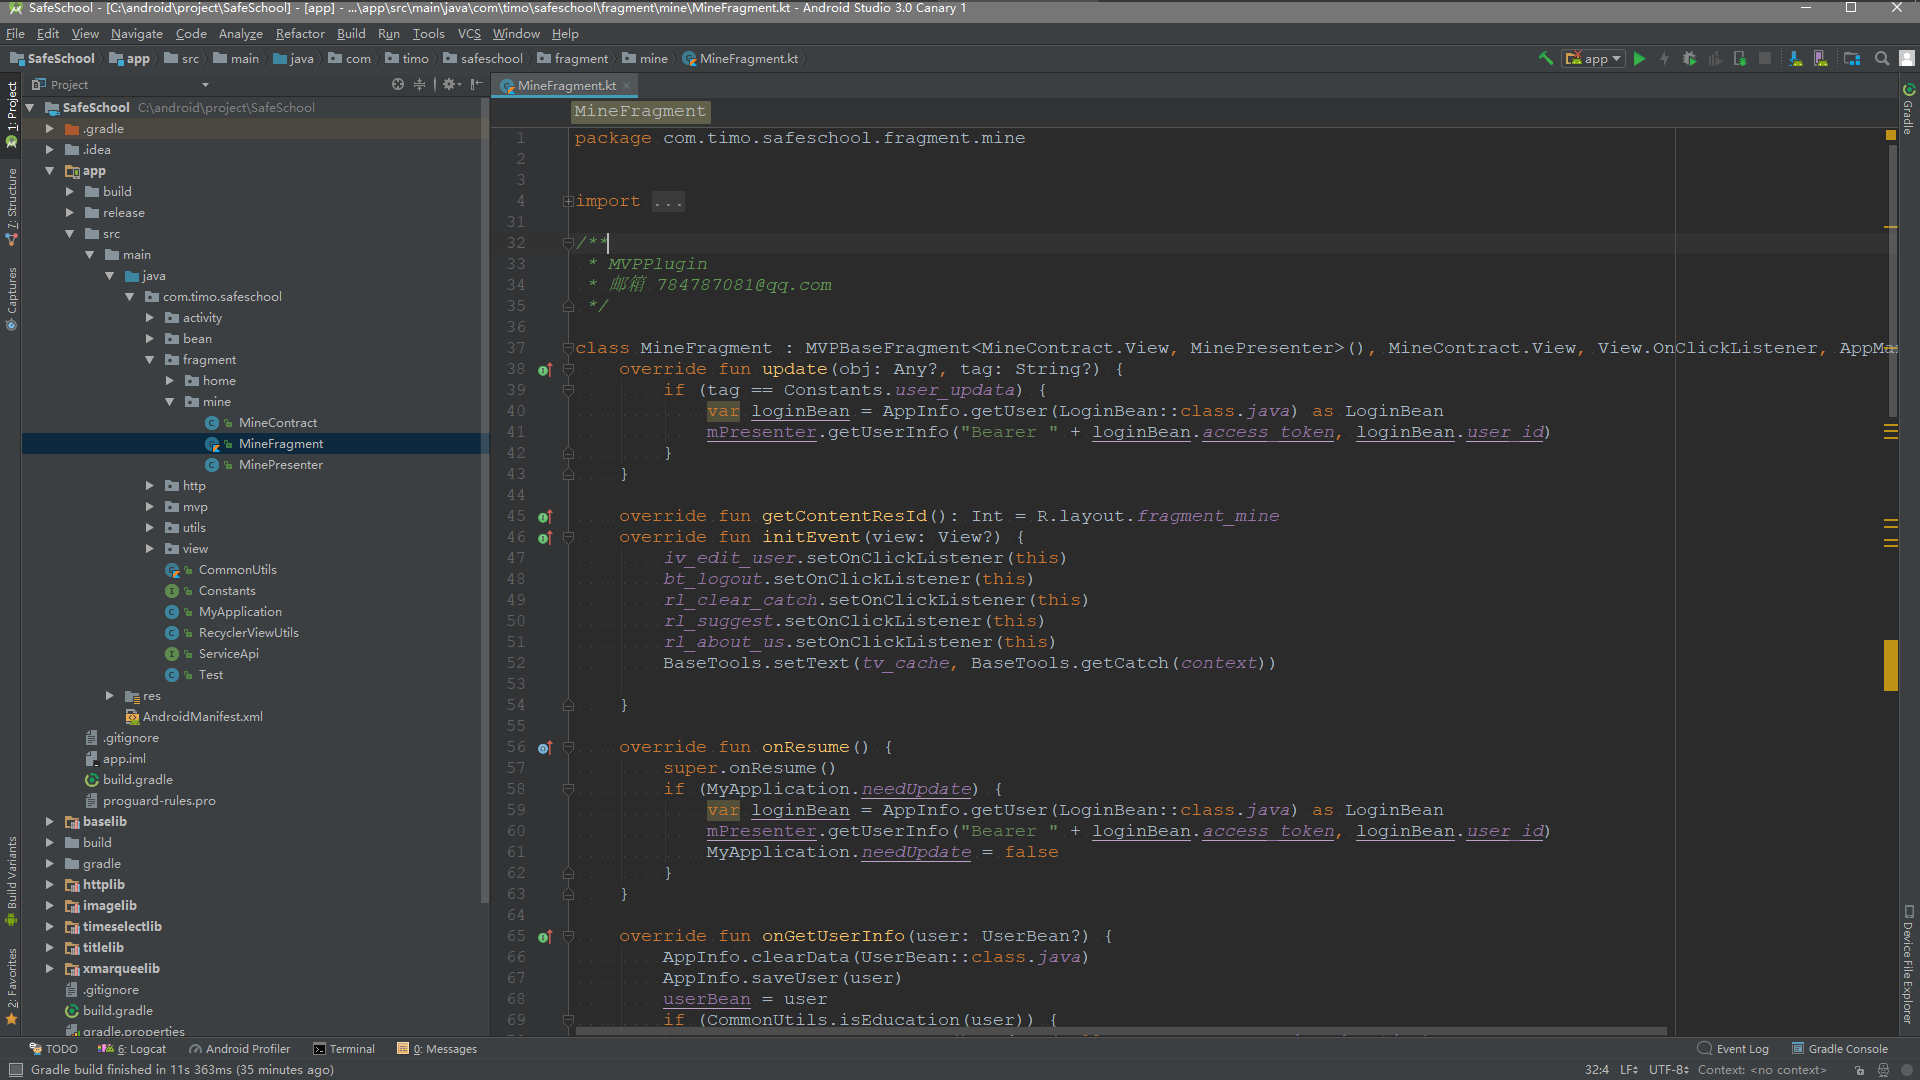 SafeSchool - [C:\android\project\SafeSchool] - [app] - ...\app\src\main\java\com\timo\safeschool\fragment\mine\MineFragment.kt - Android Studio 3.0 Canary 1
File Edit View Navigate Code Analyze Refactor Build Run Tools VCS Window Help
SafeSchool app src main java com timo safeschool fragment mine MineFragment.kt
app
Project
MineFragment.kt
MineFragment
1: Project
7: Structure
Captures
Build Variants
2: Favorites
SafeSchool C:\android\project\SafeSchool
.gradle
.idea
app
build
release
src
main
java
com.timo.safeschool
activity
bean
fragment
home
mine
MineContract
MineFragment
MinePresenter
http
mvp
utils
view
CommonUtils
Constants
MyApplication
RecyclerViewUtils
ServiceApi
Test
res
AndroidManifest.xml
.gitignore
app.iml
build.gradle
proguard-rules.pro
baselib
build
gradle
httplib
imagelib
timeselectlib
titlelib
xmarqueelib
.gitignore
build.gradle
gradle.properties
1 package com.timo.safeschool.fragment.mine
2
3
4 import ...
31
32 /**
33 * MVPPlugin
34 * 邮箱 784787081@qq.com
35 */
36
37 class MineFragment : MVPBaseFragment<MineContract.View, MinePresenter>(), MineContract.View, View.OnClickListener, AppMa
38 override fun update(obj: Any?, tag: String?) {
39 if (tag == Constants.user_updata) {
40 var loginBean = AppInfo.getUser(LoginBean::class.java) as LoginBean
41 mPresenter.getUserInfo("Bearer " + loginBean.access_token, loginBean.user_id)
42 }
43 }
44
45 override fun getContentResId(): Int = R.layout.fragment_mine
46 override fun initEvent(view: View?) {
47 iv_edit_user.setOnClickListener(this)
48 bt_logout.setOnClickListener(this)
49 rl_clear_catch.setOnClickListener(this)
50 rl_suggest.setOnClickListener(this)
51 rl_about_us.setOnClickListener(this)
52 BaseTools.setText(tv_cache, BaseTools.getCatch(context))
53
54 }
55
56 override fun onResume() {
57 super.onResume()
58 if (MyApplication.needUpdate) {
59 var loginBean = AppInfo.getUser(LoginBean::class.java) as LoginBean
60 mPresenter.getUserInfo("Bearer " + loginBean.access_token, loginBean.user_id)
61 MyApplication.needUpdate = false
62 }
63 }
64
65 override fun onGetUserInfo(user: UserBean?) {
66 AppInfo.clearData(UserBean::class.java)
67 AppInfo.saveUser(user)
68 userBean = user
69 if (CommonUtils.isEducation(user)) {
Gradle
Device File Explorer
TODO 6: Logcat Android Profiler Terminal 0: Messages Event Log Gradle Console
Gradle build finished in 11s 363ms (35 minutes ago) 32:4 LF UTF-8 Context: <no context>